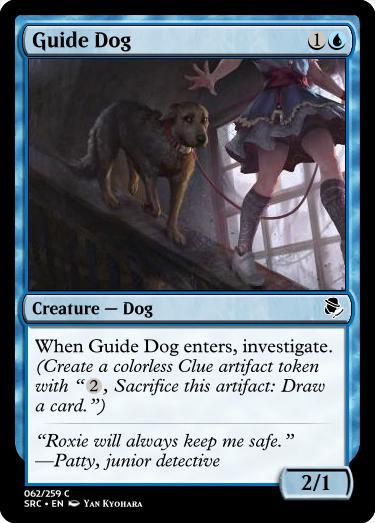 Guide Dog 1
Creature — Dog
When Guide Dog enters, investigate.
(Create a colorless Clue artifact token
with “2, Sacrifice this artifact: Draw
a card.”)
“Roxie will always keep me safe.”
—Patty, junior detective
2/1
062/259 C
SRC • EN Yan Kyohara